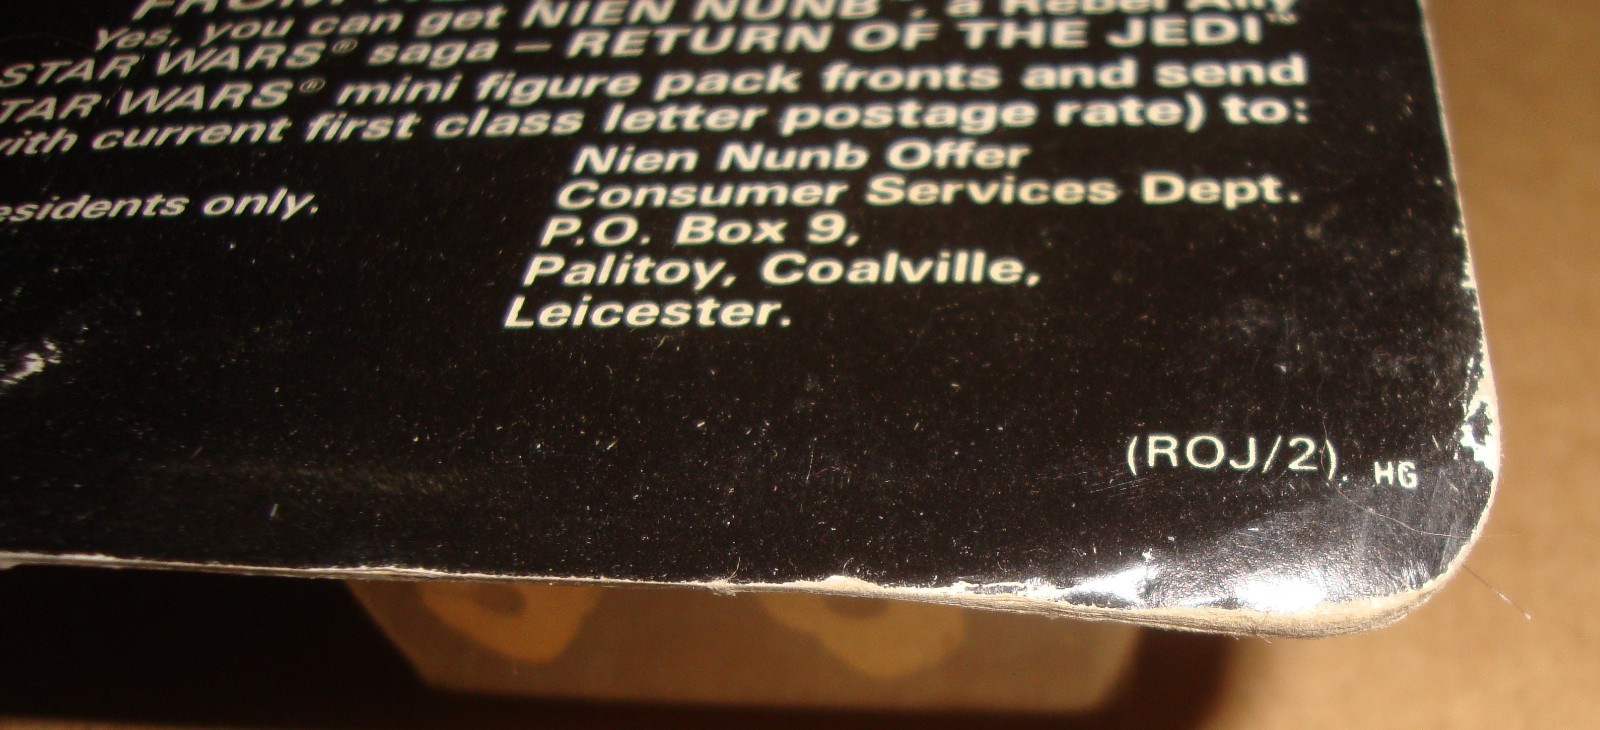 Yes, you can get NIEN NUNB™, a Rebel Ally
STAR WARS® saga – RETURN OF THE JEDI™
TAR WARS® mini figure pack fronts and send
with current first class letter postage rate) to:
Nien Nunb Offer
esidents only.
Consumer Services Dept.
P.O. Box 9,
Palitoy, Coalville,
Leicester.
(ROJ/2). HG